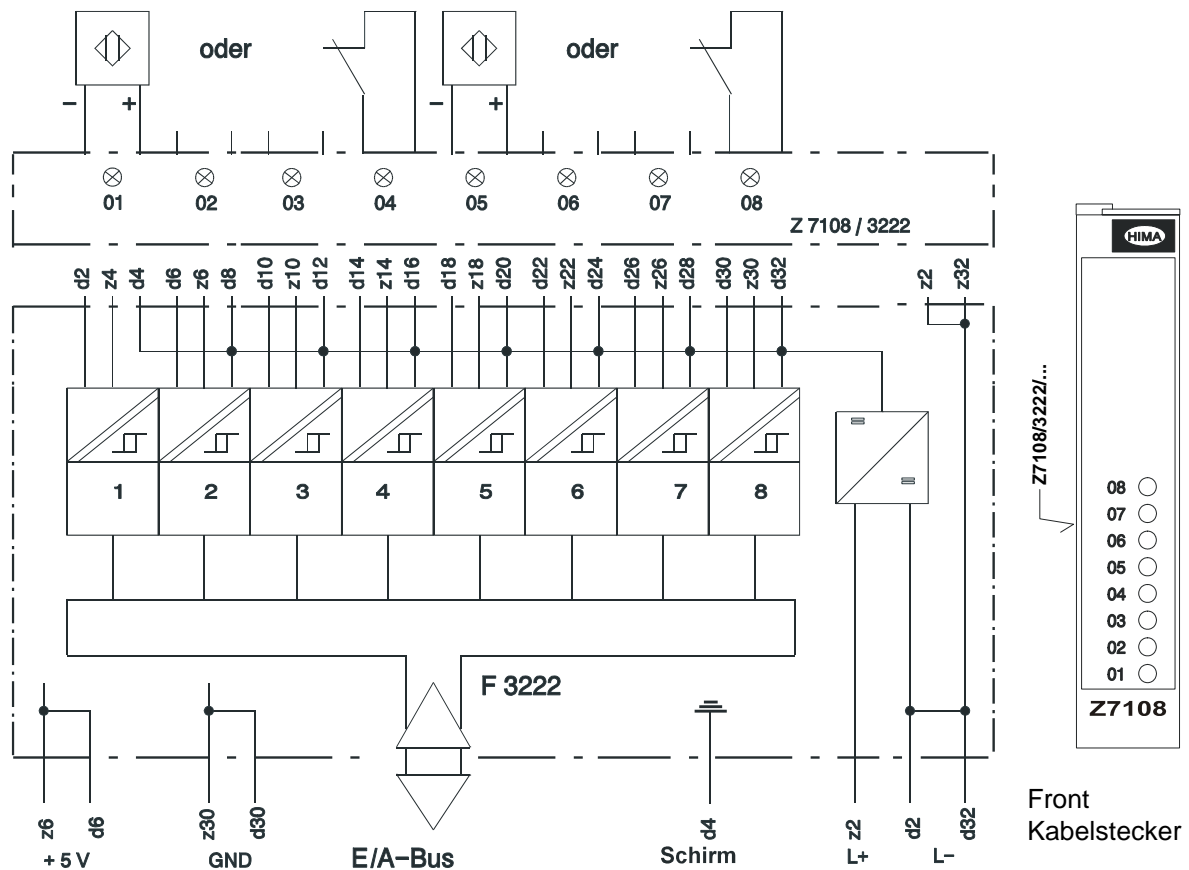 oder
oder
– +
– +
01 02 03 04 05 06 07 08
Z 7108 / 3222
d2 z4 d4 d6 z6 d8 d10 z10 d12 d14 z14 d16 d18 z18 d20 d22 z22 d24 d26 z26 d28 d30 z30 d32 z2 z32
1 2 3 4 5 6 7 8
F 3222
z6 d6 z30 d30 d4 z2 d2 d32
+ 5 V GND E/A–Bus Schirm L+ L–
HIMA
Z7108/3222/...
08
07
06
05
04
03
02
01
Z7108
Front
Kabelstecker